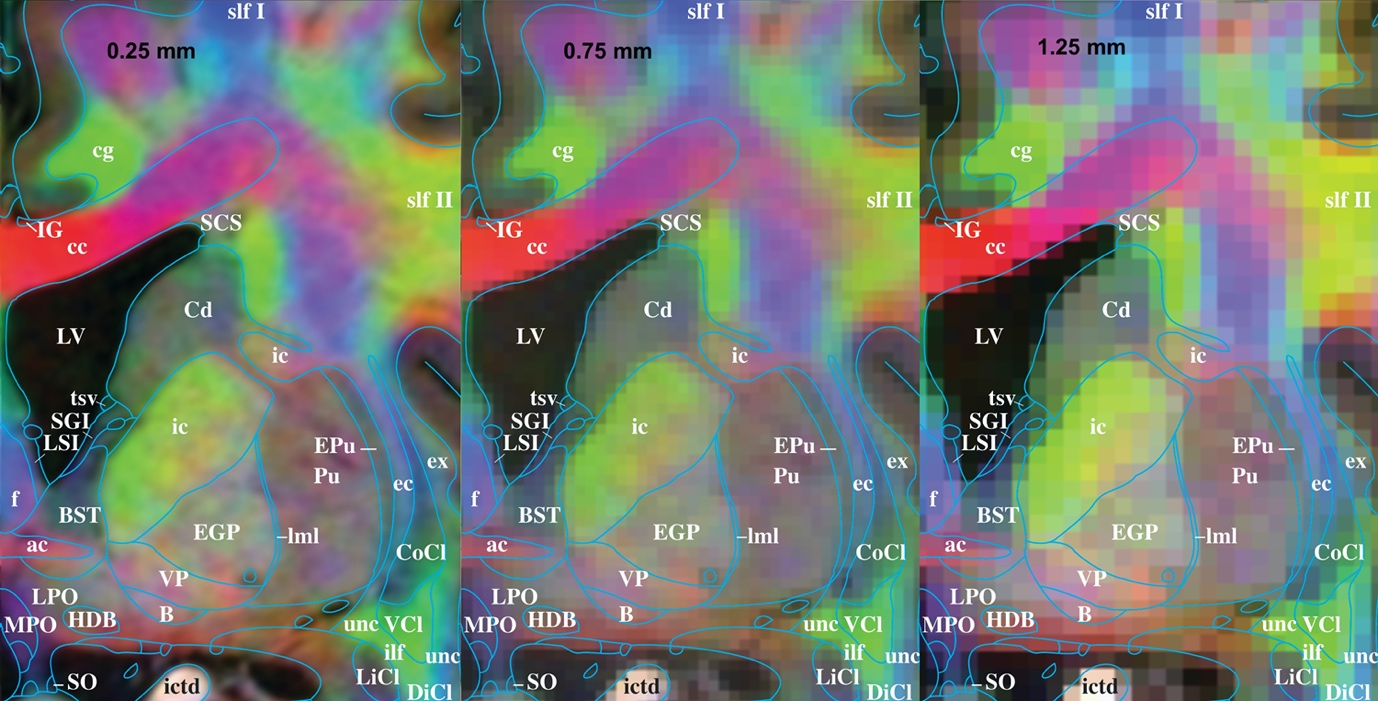 slf I
0.25 mm
cg
slf II
IG
cc
SCS
Cd
LV
ic
tsv
SGI
LSI
ic
EPu
Pu
ex
ec
f
BST
EGP
lml
ac
CoCl
VP
LPO
B
MPO
HDB
unc VCl
ilf
unc
SO
ictd
LiCl
DiCl
slf I
0.75 mm
cg
slf II
IG
cc
SCS
Cd
LV
ic
tsv
SGI
LSI
ic
EPu
Pu
ex
ec
f
BST
EGP
lml
ac
CoCl
VP
LPO
B
MPO
HDB
unc VCl
ilf
unc
SO
ictd
LiCl
DiCl
slf I
1.25 mm
cg
slf II
IG
cc
SCS
Cd
LV
ic
tsv
SGI
LSI
ic
EPu
Pu
ex
ec
f
BST
EGP
lml
ac
CoCl
VP
LPO
B
MPO
HDB
unc VCl
ilf
unc
SO
ictd
LiCl
DiCl